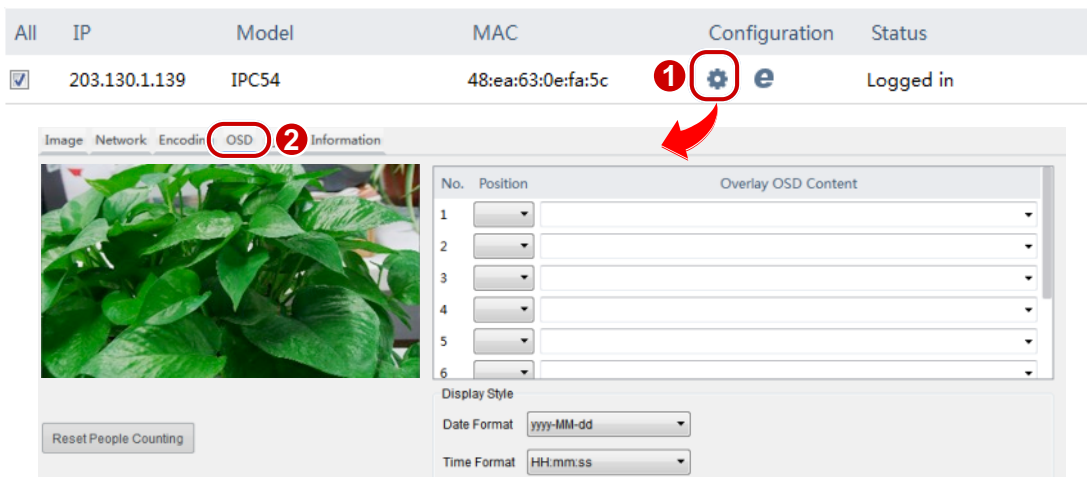 All IP Model MAC Configuration Status
203.130.1.139 IPC54 48:ea:63:0e:fa:5c 1 e Logged in
Image Network Encodin OSD 2 Information
No. Position Overlay OSD Content
1
2
3
4
5
6
Display Style
Date Format yyyy-MM-dd
Reset People Counting
Time Format HH:mm:ss